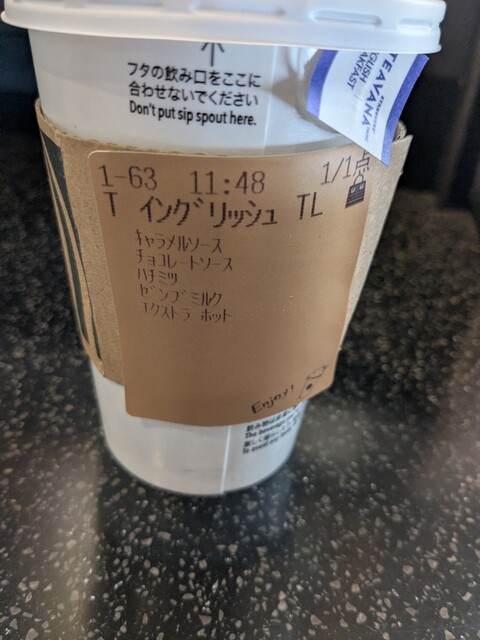 フタの飲み口をここに
合わせないでください
Don't put sip spout here.
TEAVANA
ENGLISH
BREAKFAST
1-63 11:48 1/1点
T イングリッシュ TL
キャラメルソース
チョコレートソース
ハチミツ
ゼンブミルク
エクストラ ホット
Enjoy!
The beverage